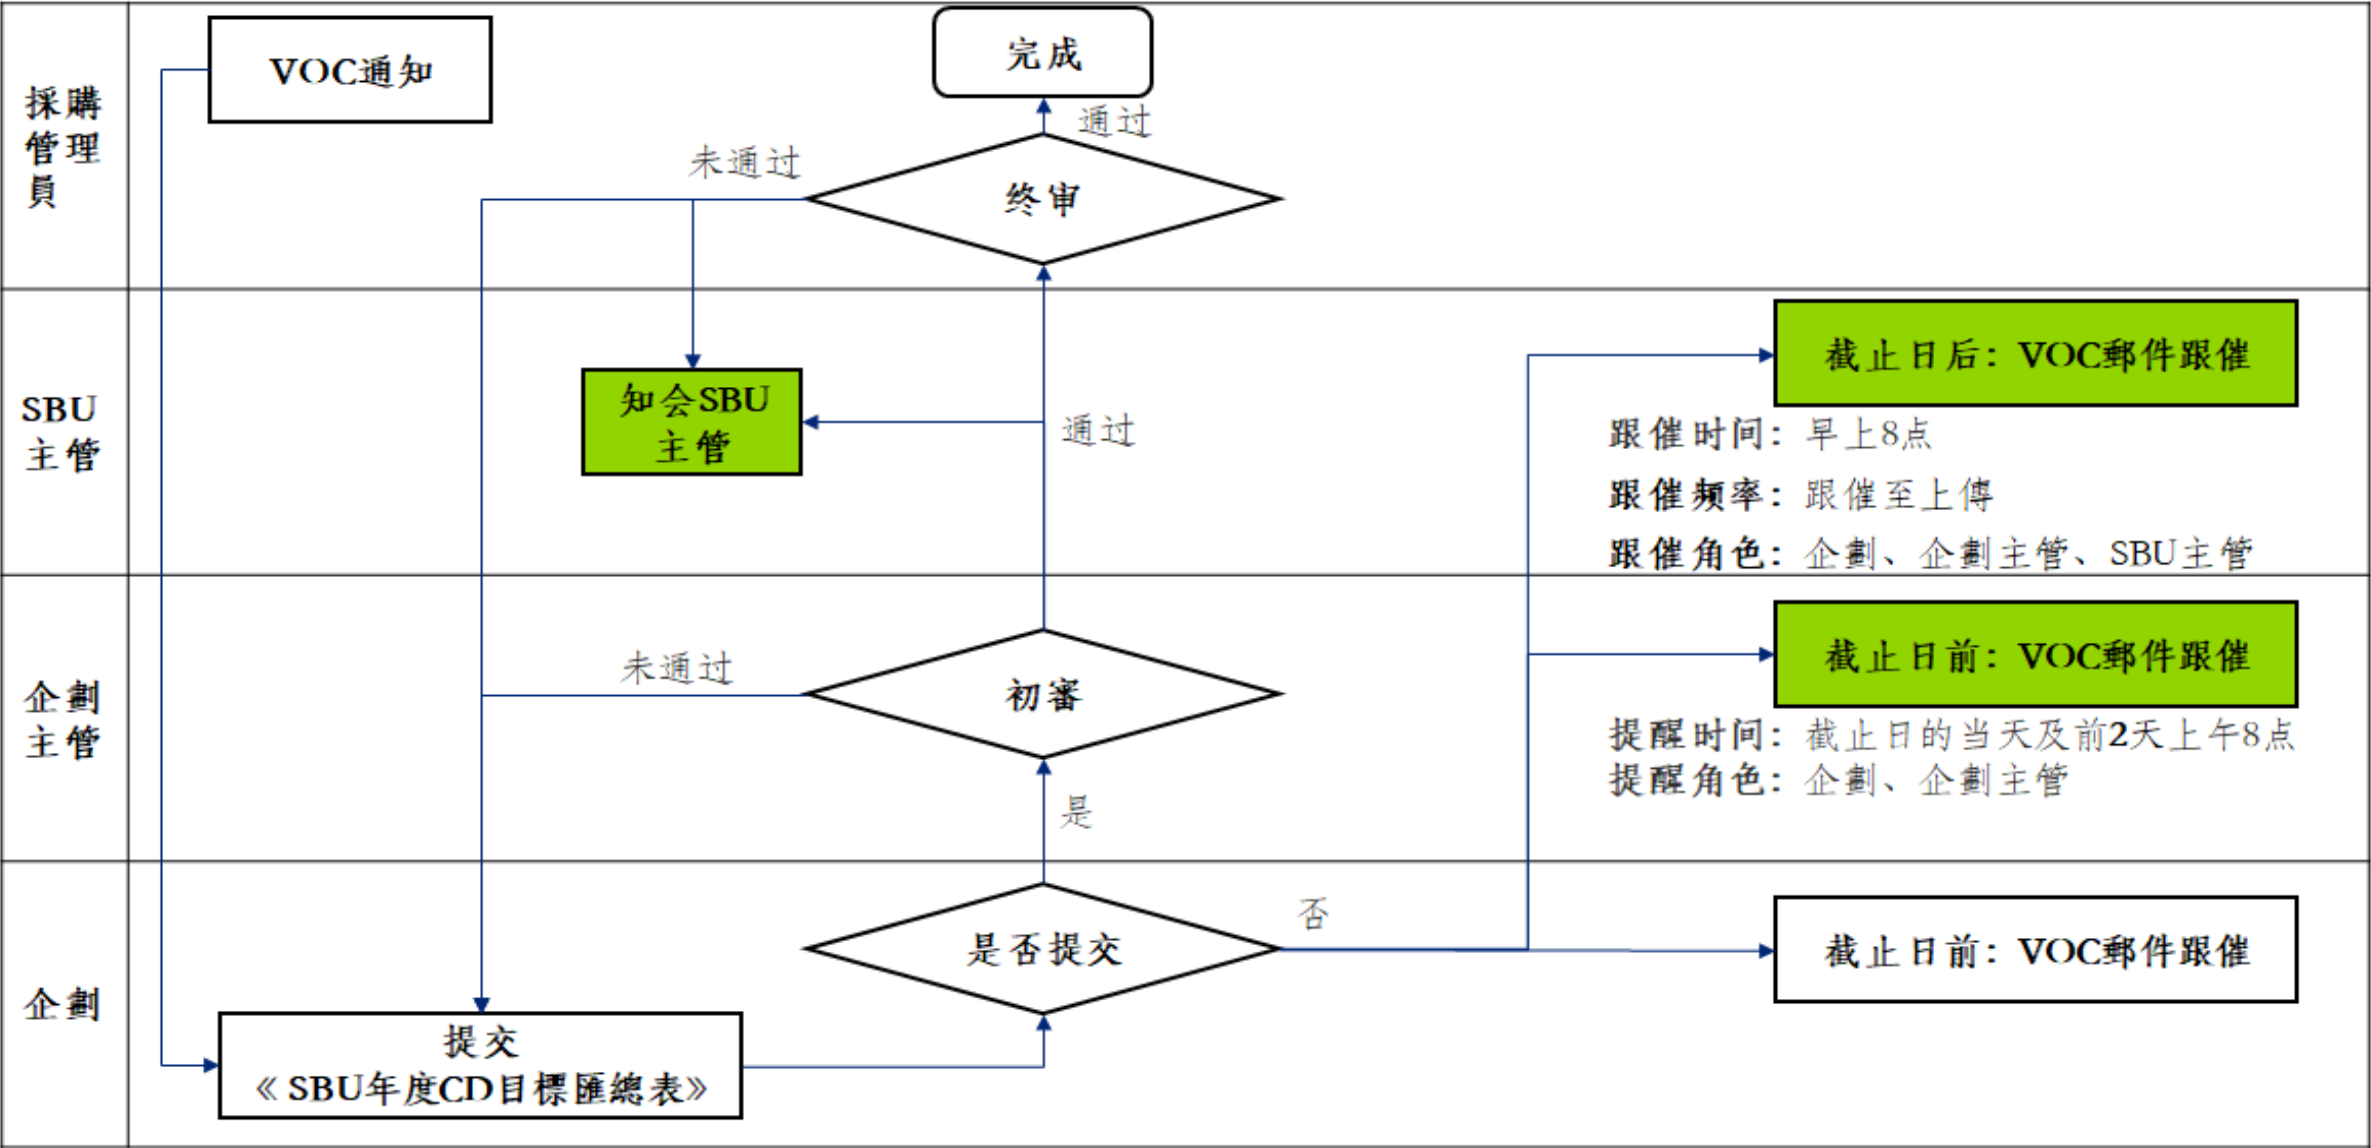 採購
管理
員
VOC通知
完成
通过
未通过
终审
SBU
主管
知会SBU
主管
通过
截止日后：VOC郵件跟催
跟催时间：早上8点
跟催頻率：跟催至上傳
跟催角色：企劃、企劃主管、SBU主管
企劃
主管
未通过
初審
是
截止日前：VOC郵件跟催
提醒时间：截止日的当天及前2天上午8点
提醒角色：企劃、企劃主管
企劃
是否提交
否
截止日前：VOC郵件跟催
提交
《SBU年度CD目標匯總表》